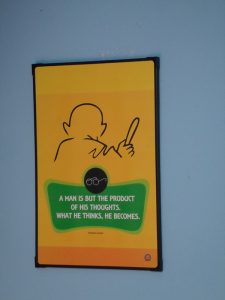 A MAN IS BUT THE PRODUCT
OF HIS THOUGHTS.
WHAT HE THINKS, HE BECOMES.